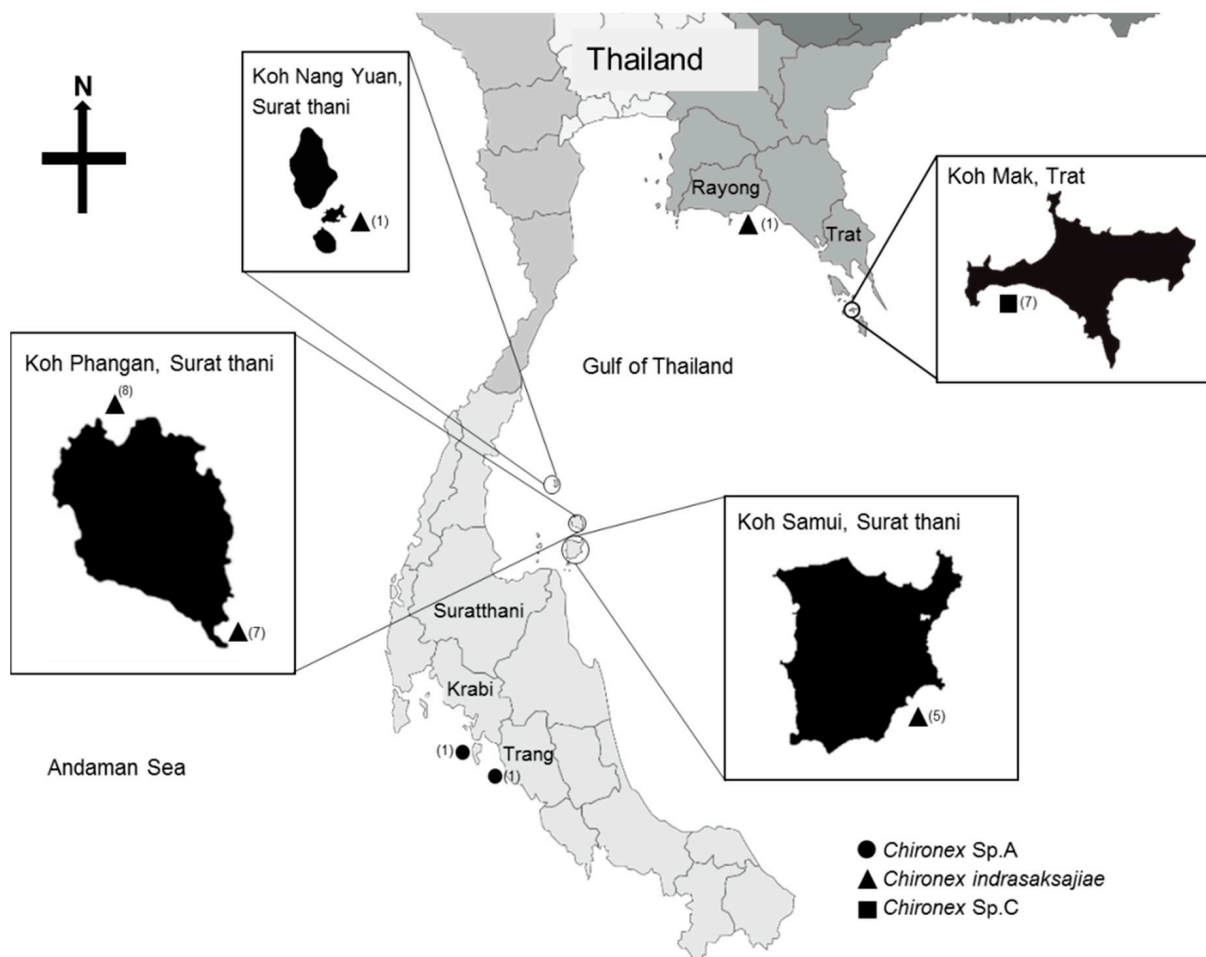 Thailand
N
Koh Nang Yuan,
Surat thani
(1)
Rayong
(1)
Trat
Koh Mak, Trat
(7)
Koh Phangan, Surat thani
(8)
(7)
Gulf of Thailand
Koh Samui, Surat thani
(5)
Suratthani
Krabi
Trang
(1)
(1)
Andaman Sea
Chironex Sp.A
Chironex indrasaksajiae
Chironex Sp.C